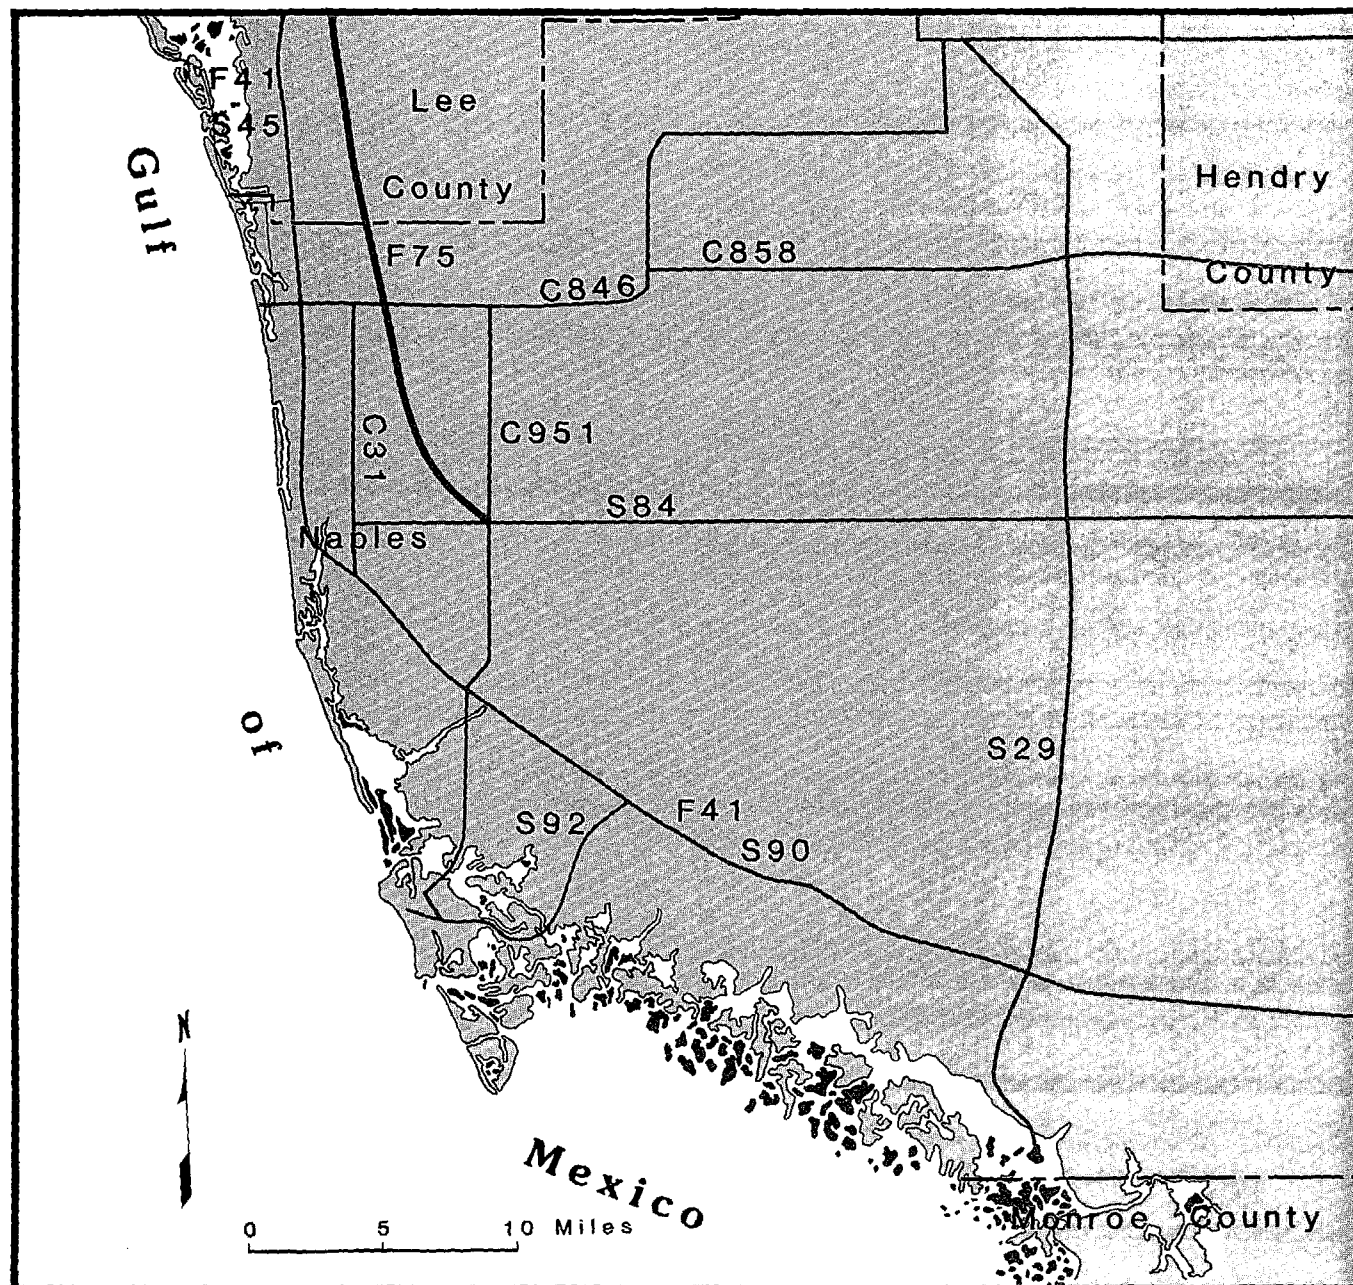 F41
S45
Lee
County
Hendry
County
Gulf
F75
C858
C846
C31
C951
S84
Naples
of
S29
S92
F41
S90
N
Mexico
0 5 10 Miles
Monroe County